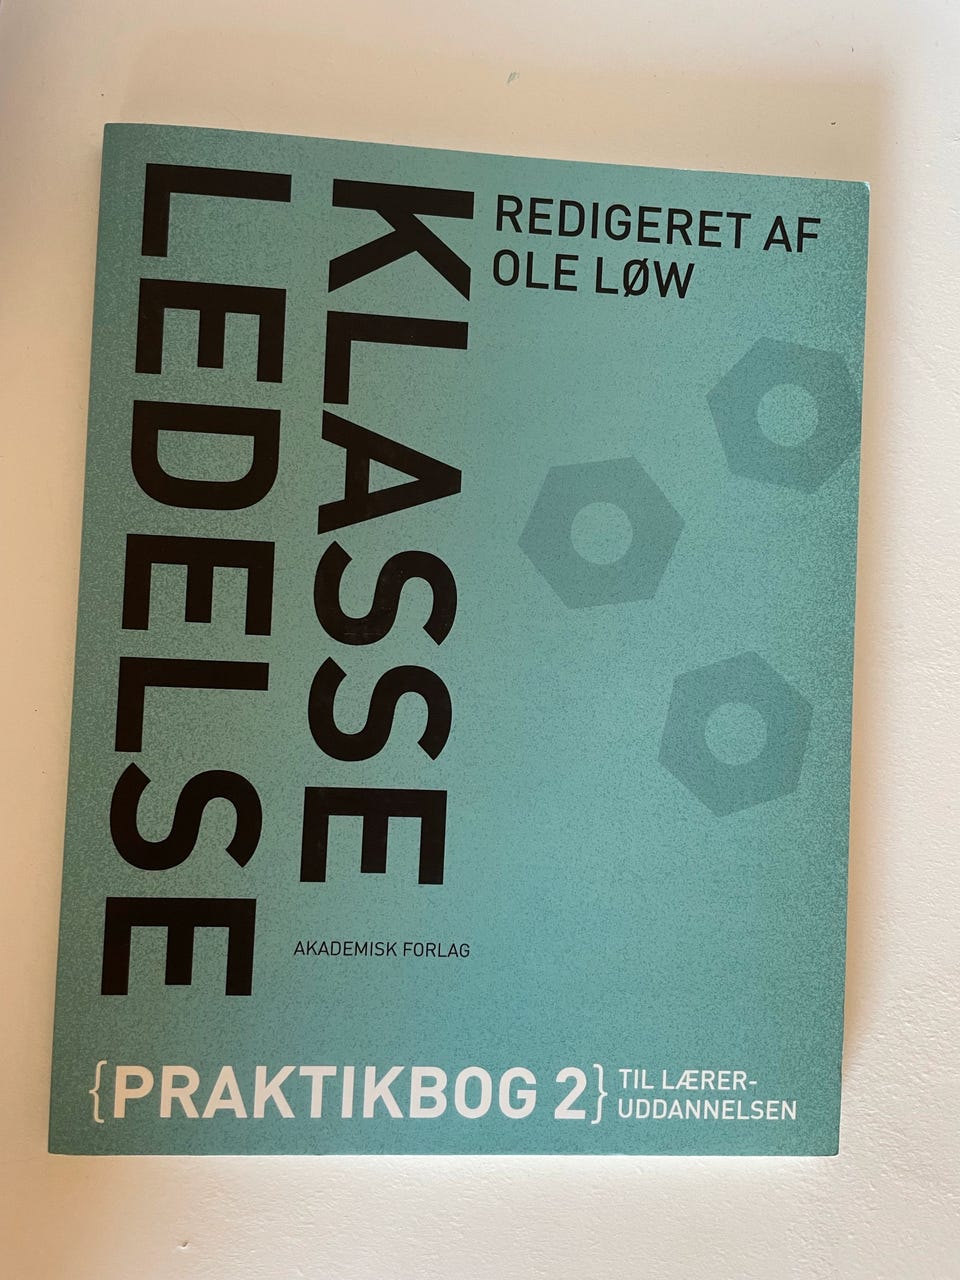 KLASSE
LEDELSE
REDIGERET AF
OLE LØW
AKADEMISK FORLAG
{PRAKTIKBOG 2}
TIL LÆRER-
UDDANNELSEN